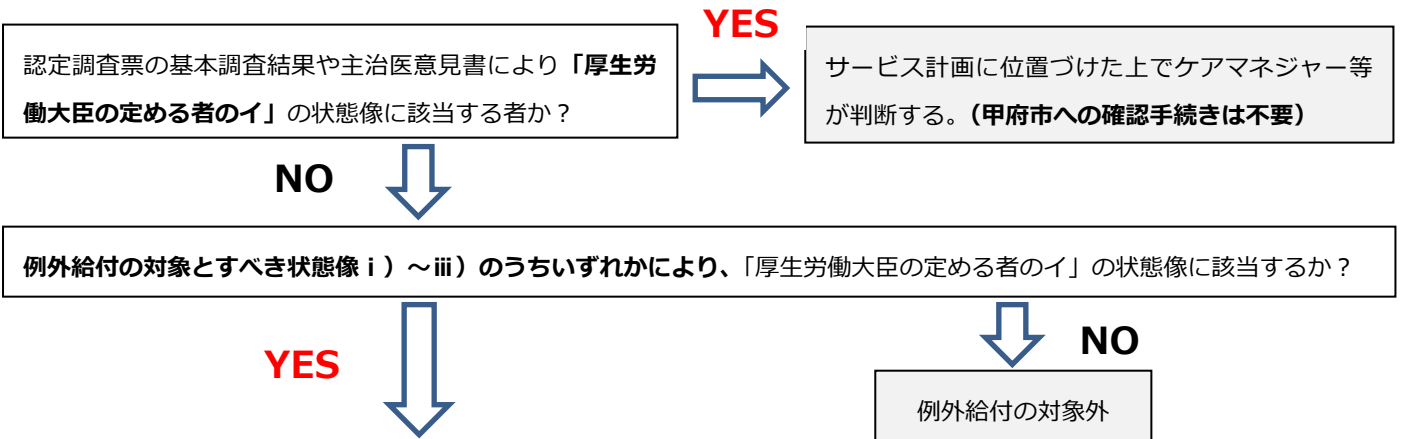 YES
認定調査票の基本調査結果や主治医意見書により「厚生労
働大臣の定める者のイ」の状態像に該当する者か？
サービス計画に位置づけた上でケアマネジャー等
が判断する。（甲府市への確認手続きは不要）
NO
例外給付の対象とすべき状態像ⅰ）～ⅲ）のうちいずれかにより、「厚生労働大臣の定める者のイ」の状態像に該当するか？
YES
NO
例外給付の対象外